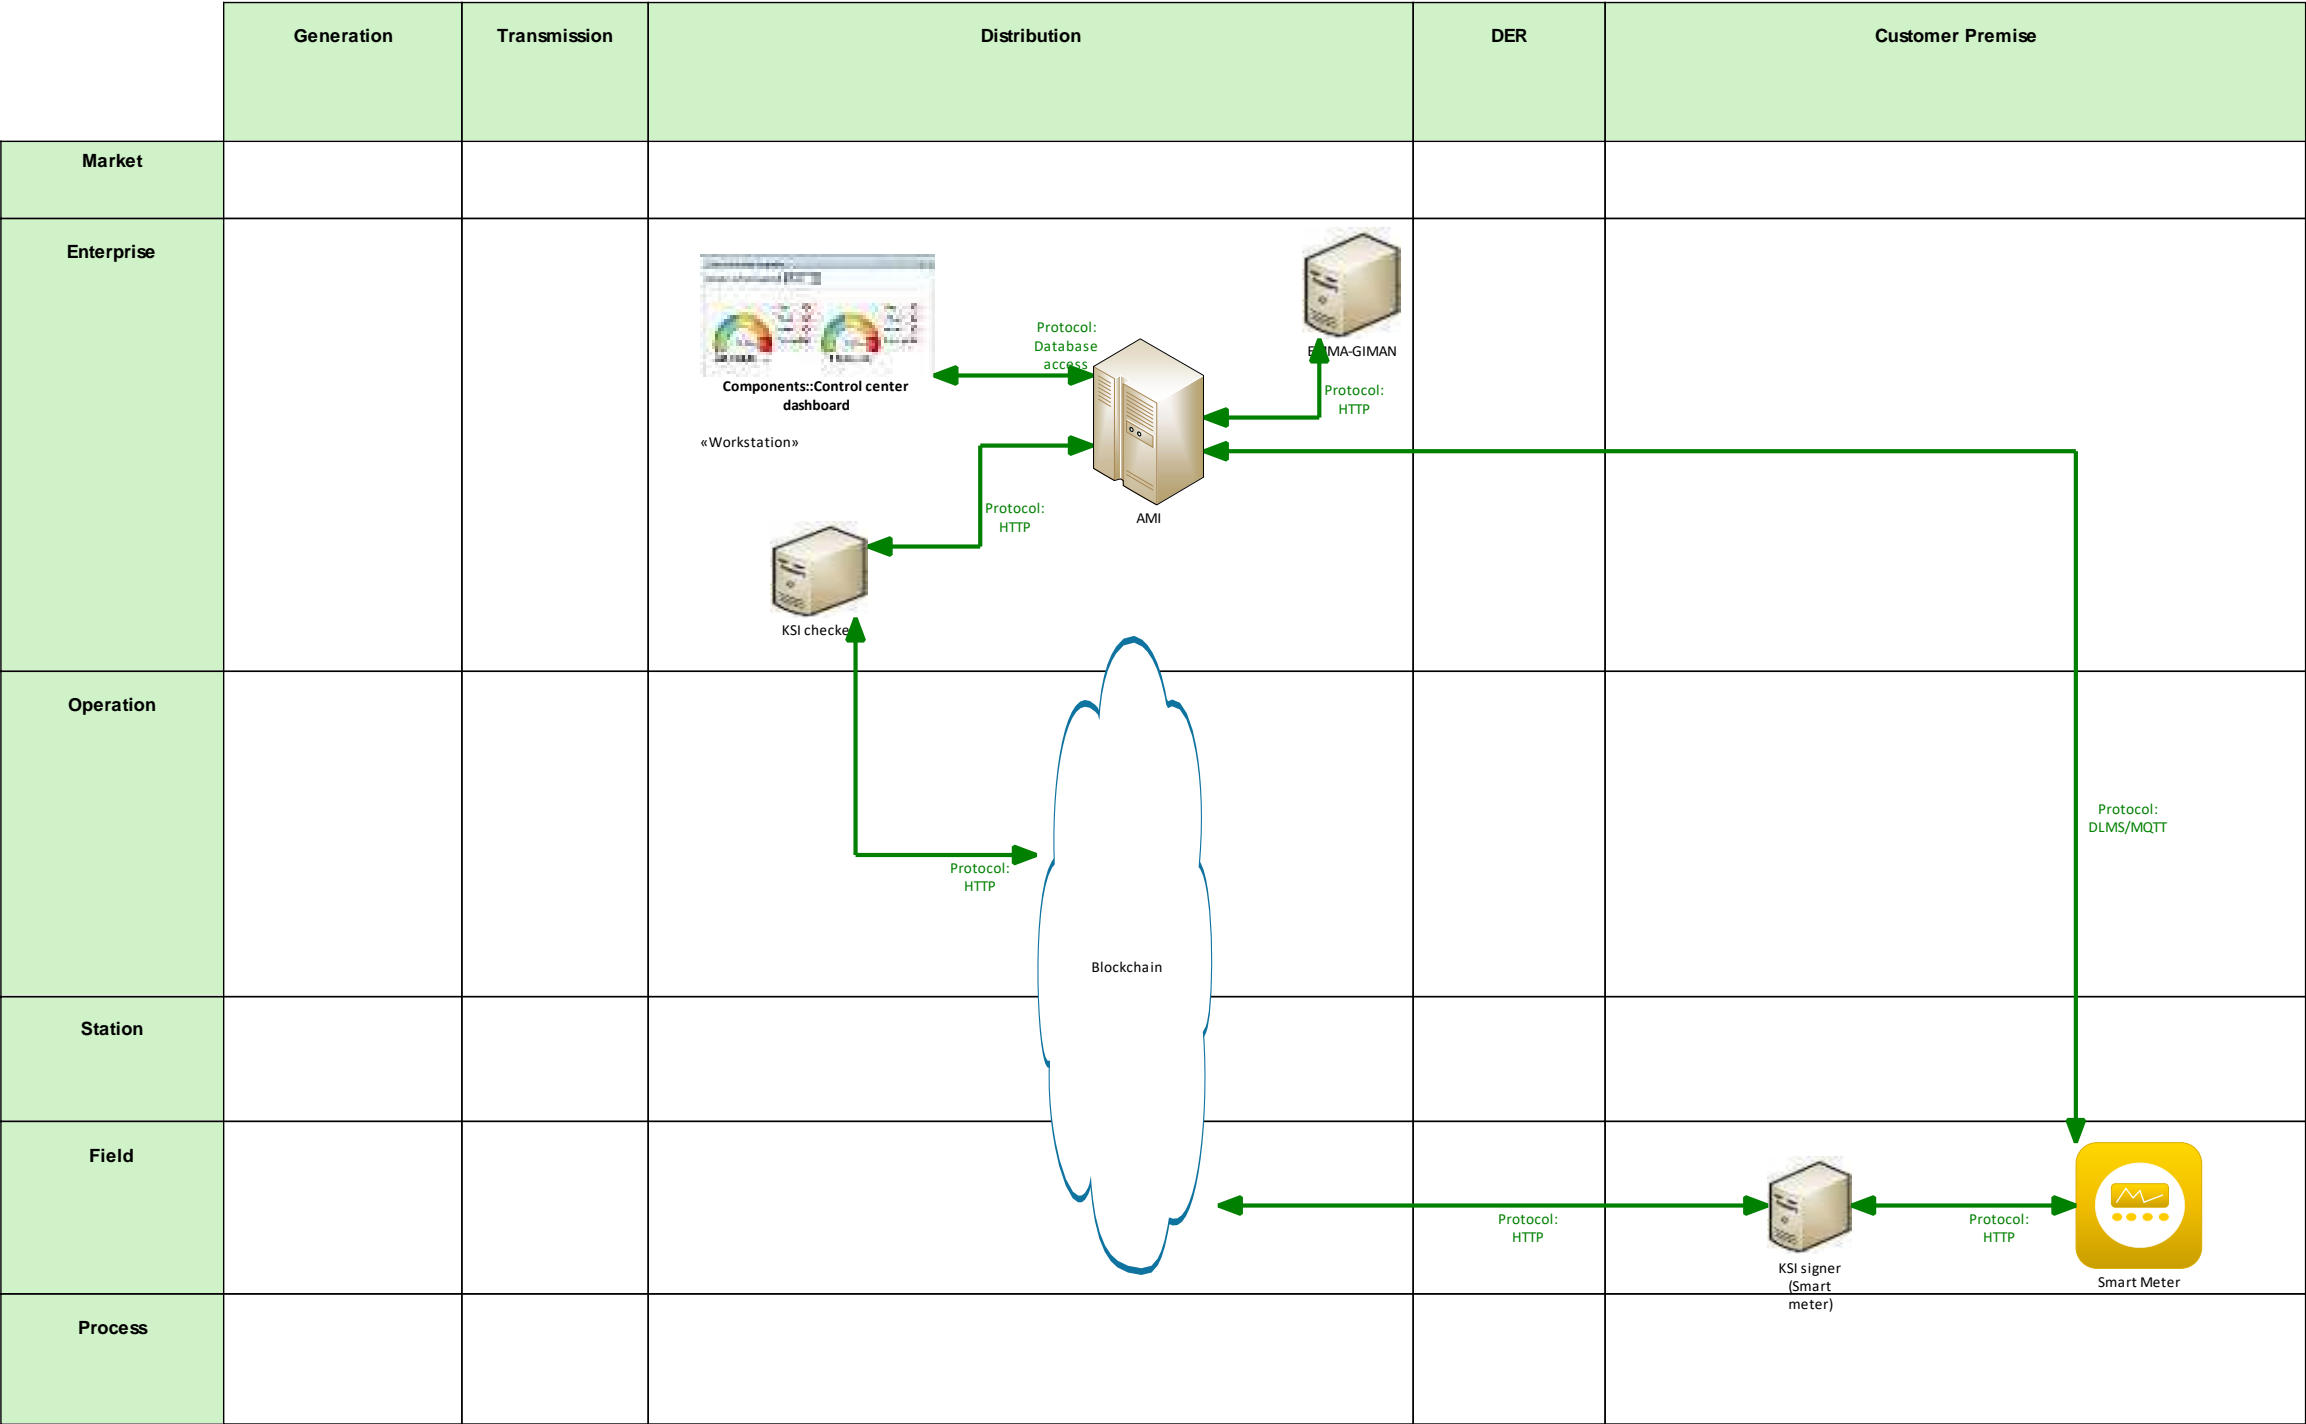 Generation
Transmission
Distribution
DER
Customer Premise
Market
Enterprise
Protocol:
Database
access
Components::Control center
dashboard
«Workstation»
Protocol:
HTTP
AMI
Protocol:
HTTP
KSI checke
Operation
Protocol:
DLMS/MQTT
Protocol:
HTTP
Blockchain
Station
Field
Protocol:
HTTP
Protocol:
HTTP
KSI signer
(Smart
meter)
Smart Meter
Process